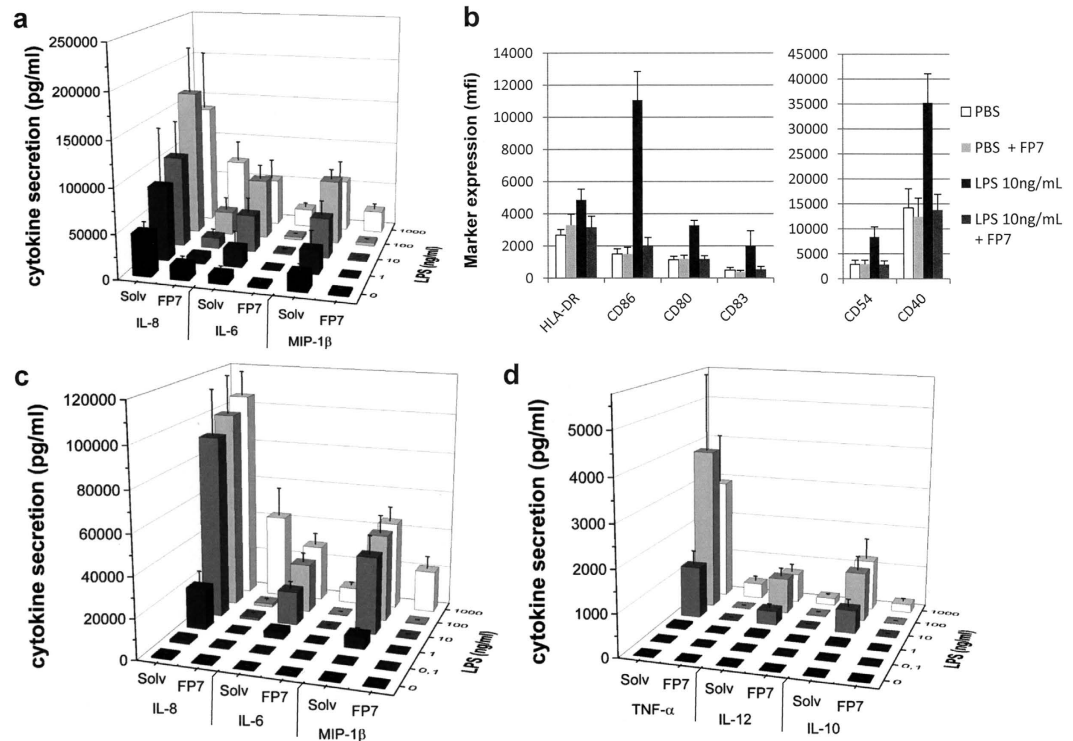 a
cytokine secretion (pg/ml)
250000
200000
150000
100000
50000
0
Solv FP7 Solv FP7 Solv FP7
IL-8 IL-6 MIP-1β
0
1
10
100
1000
LPS (ng/ml)
b
Marker expression (mfi)
14000
12000
10000
8000
6000
4000
2000
0
HLA-DR CD86 CD80 CD83
45000
40000
35000
30000
25000
20000
15000
10000
5000
0
CD54 CD40
PBS
PBS + FP7
LPS 10ng/mL
LPS 10ng/mL
+ FP7
c
cytokine secretion (pg/ml)
120000
100000
80000
60000
40000
20000
0
Solv FP7 Solv FP7 Solv FP7
IL-8 IL-6 MIP-1β
0
0.1
1
10
100
1000
LPS (ng/ml)
d
cytokine secretion (pg/ml)
5000
4000
3000
2000
1000
0
Solv FP7 Solv FP7 Solv FP7
TNF-α IL-12 IL-10
0
0.1
1
10
100
1000
LPS (ng/ml)